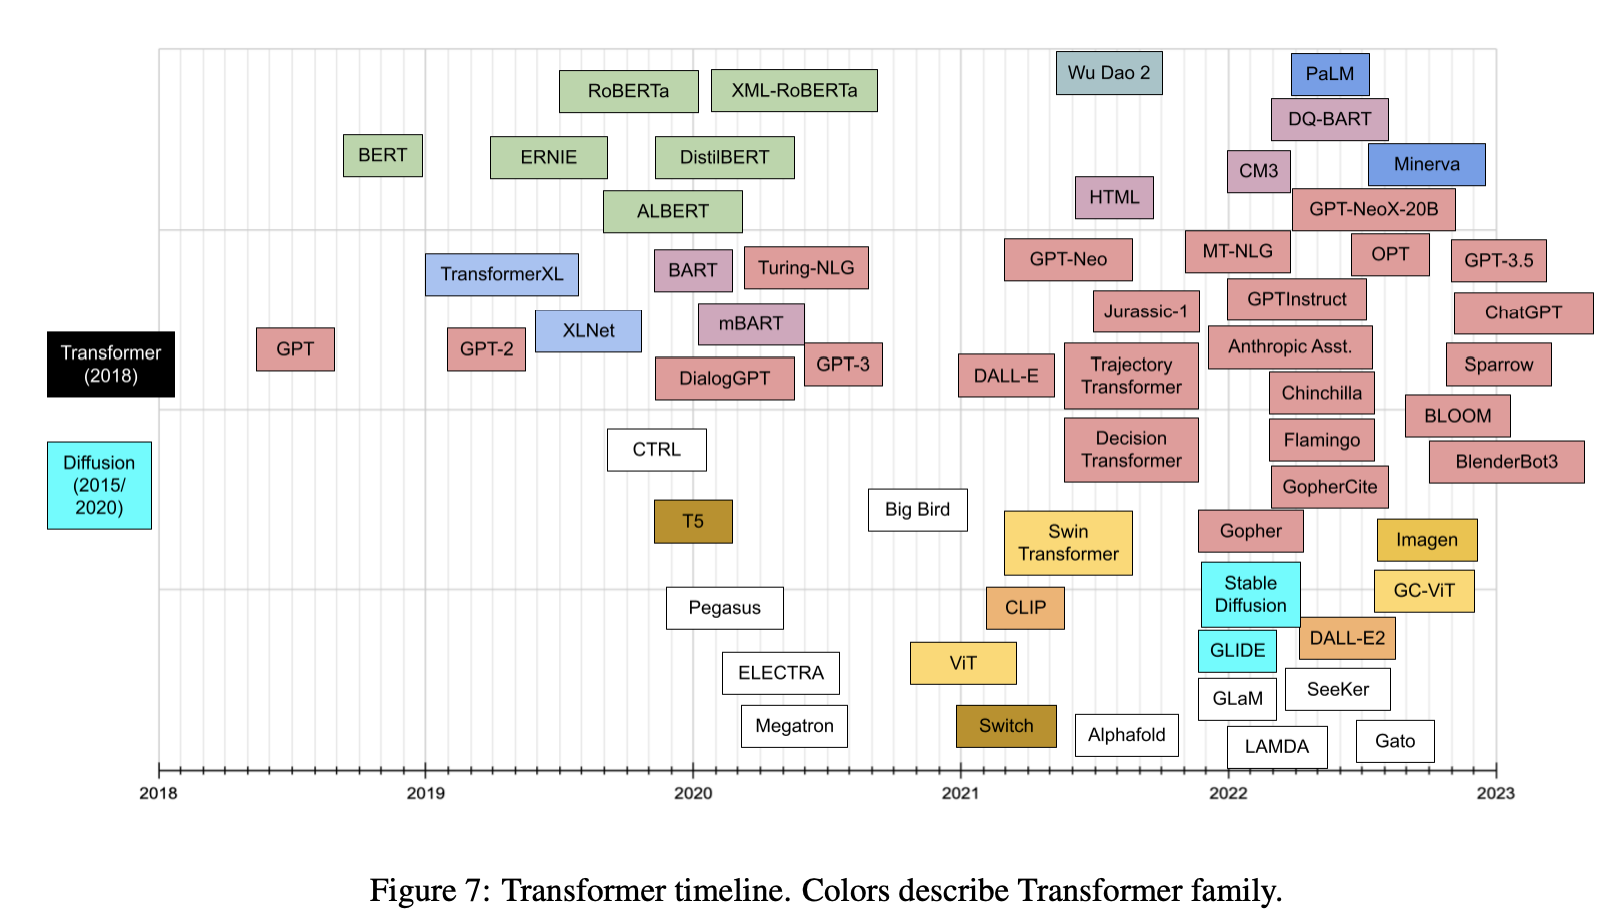 Wu Dao 2
PaLM
RoBERTa
XML-RoBERTa
DQ-BART
BERT
ERNIE
DistilBERT
CM3
Minerva
HTML
ALBERT
GPT-NeoX-20B
TransformerXL
BART
Turing-NLG
GPT-Neo
MT-NLG
OPT
GPT-3.5
Jurassic-1
GPTInstruct
ChatGPT
XLNet
mBART
Transformer
(2018)
GPT
GPT-2
DialogGPT
GPT-3
DALL-E
Trajectory
Transformer
Anthropic Asst.
Sparrow
Chinchilla
BLOOM
Diffusion
(2015/
2020)
CTRL
Decision
Transformer
Flamingo
BlenderBot3
GopherCite
T5
Big Bird
Swin
Transformer
Gopher
Imagen
Pegasus
CLIP
Stable
Diffusion
GC-ViT
ELECTRA
ViT
GLIDE
DALL-E2
GLaM
SeeKer
Megatron
Switch
Alphafold
LAMDA
Gato
2018
2019
2020
2021
2022
2023
Figure 7: Transformer timeline. Colors describe Transformer family.